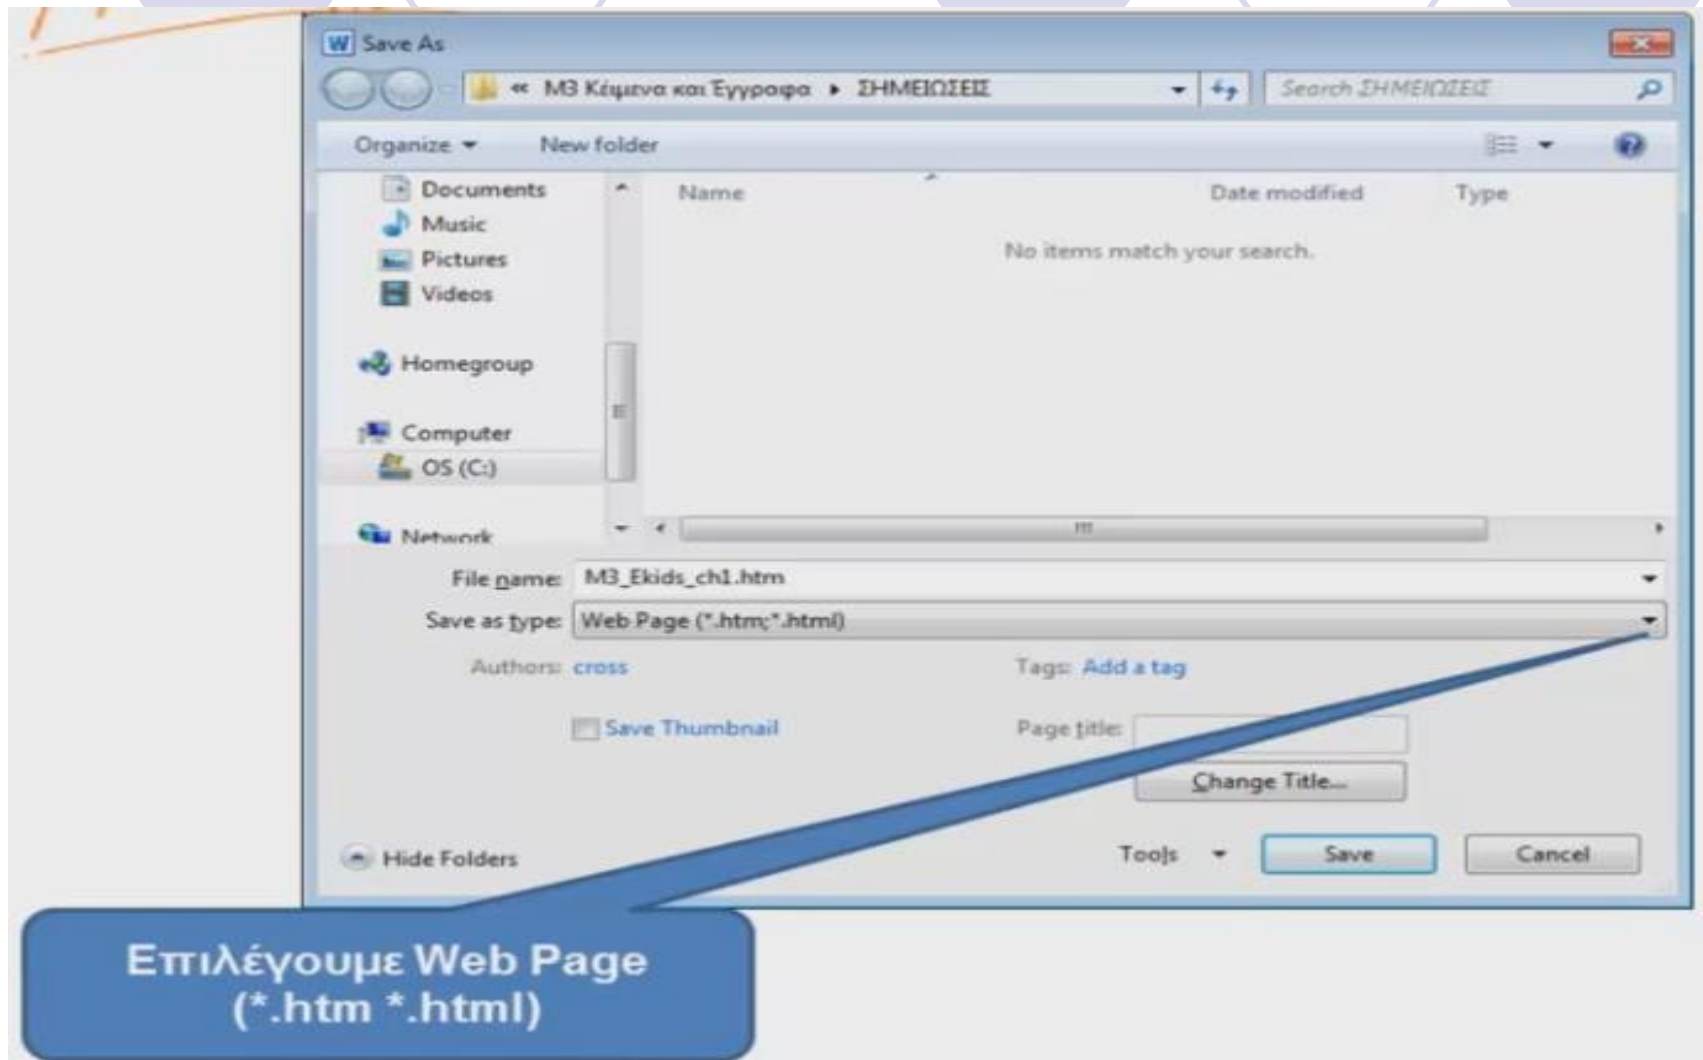 Save As
« M3 Κέιμενα και Έγγραφα ▸ ΣΗΜΕΙΩΣΕΙΣ
Search ΣΗΜΕΙΩΣΕΙΣ
Organize
New folder
Name
Date modified
Type
No items match your search.
Documents
Music
Pictures
Videos
Homegroup
Computer
OS (C:)
Network
File name: M3_Ekids_ch1.htm
Save as type: Web Page (*.htm;*.html)
Authors: cross
Tags: Add a tag
Save Thumbnail
Page title:
Change Title...
Hide Folders
Tools
Save
Cancel
Επιλέγουμε Web Page
(*.htm *.html)